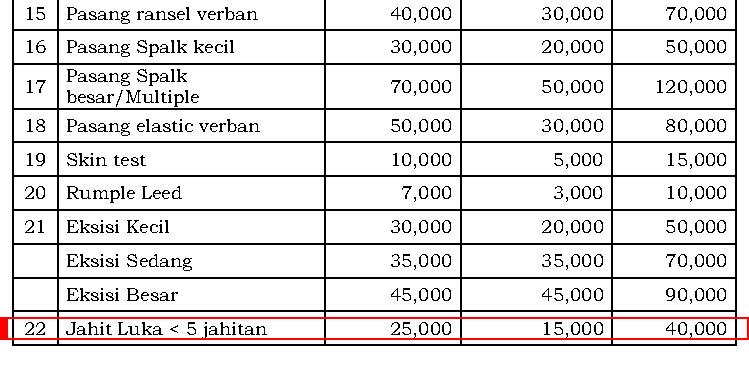 15 Pasang ransel verban 40,000 30,000 70,000
16 Pasang Spalk kecil 30,000 20,000 50,000
17 Pasang Spalk
besar/Multiple 70,000 50,000 120,000
18 Pasang elastic verban 50,000 30,000 80,000
19 Skin test 10,000 5,000 15,000
20 Rumple Leed 7,000 3,000 10,000
21 Eksisi Kecil 30,000 20,000 50,000
Eksisi Sedang 35,000 35,000 70,000
Eksisi Besar 45,000 45,000 90,000
22 Jahit Luka < 5 jahitan 25,000 15,000 40,000